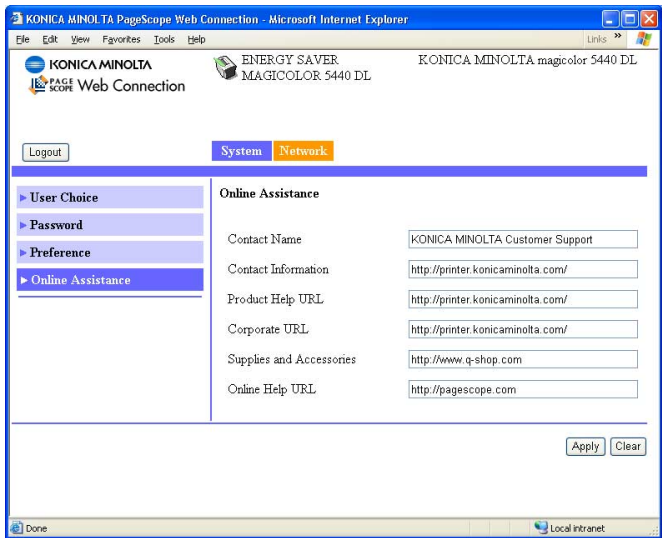 KONICA MINOLTA PageScope Web Connection - Microsoft Internet Explorer
File Edit View Favorites Tools Help Links »
KONICA MINOLTA
PAGE SCOPE Web Connection
ENERGY SAVER
MAGICOLOR 5440 DL
KONICA MINOLTA magicolor 5440 DL
Logout
System Network
User Choice
Password
Preference
Online Assistance
Online Assistance
Contact Name KONICA MINOLTA Customer Support
Contact Information http://printer.konicaminolta.com/
Product Help URL http://printer.konicaminolta.com/
Corporate URL http://printer.konicaminolta.com/
Supplies and Accessories http://www.q-shop.com
Online Help URL http://pagescope.com
Apply Clear
Done Local intranet